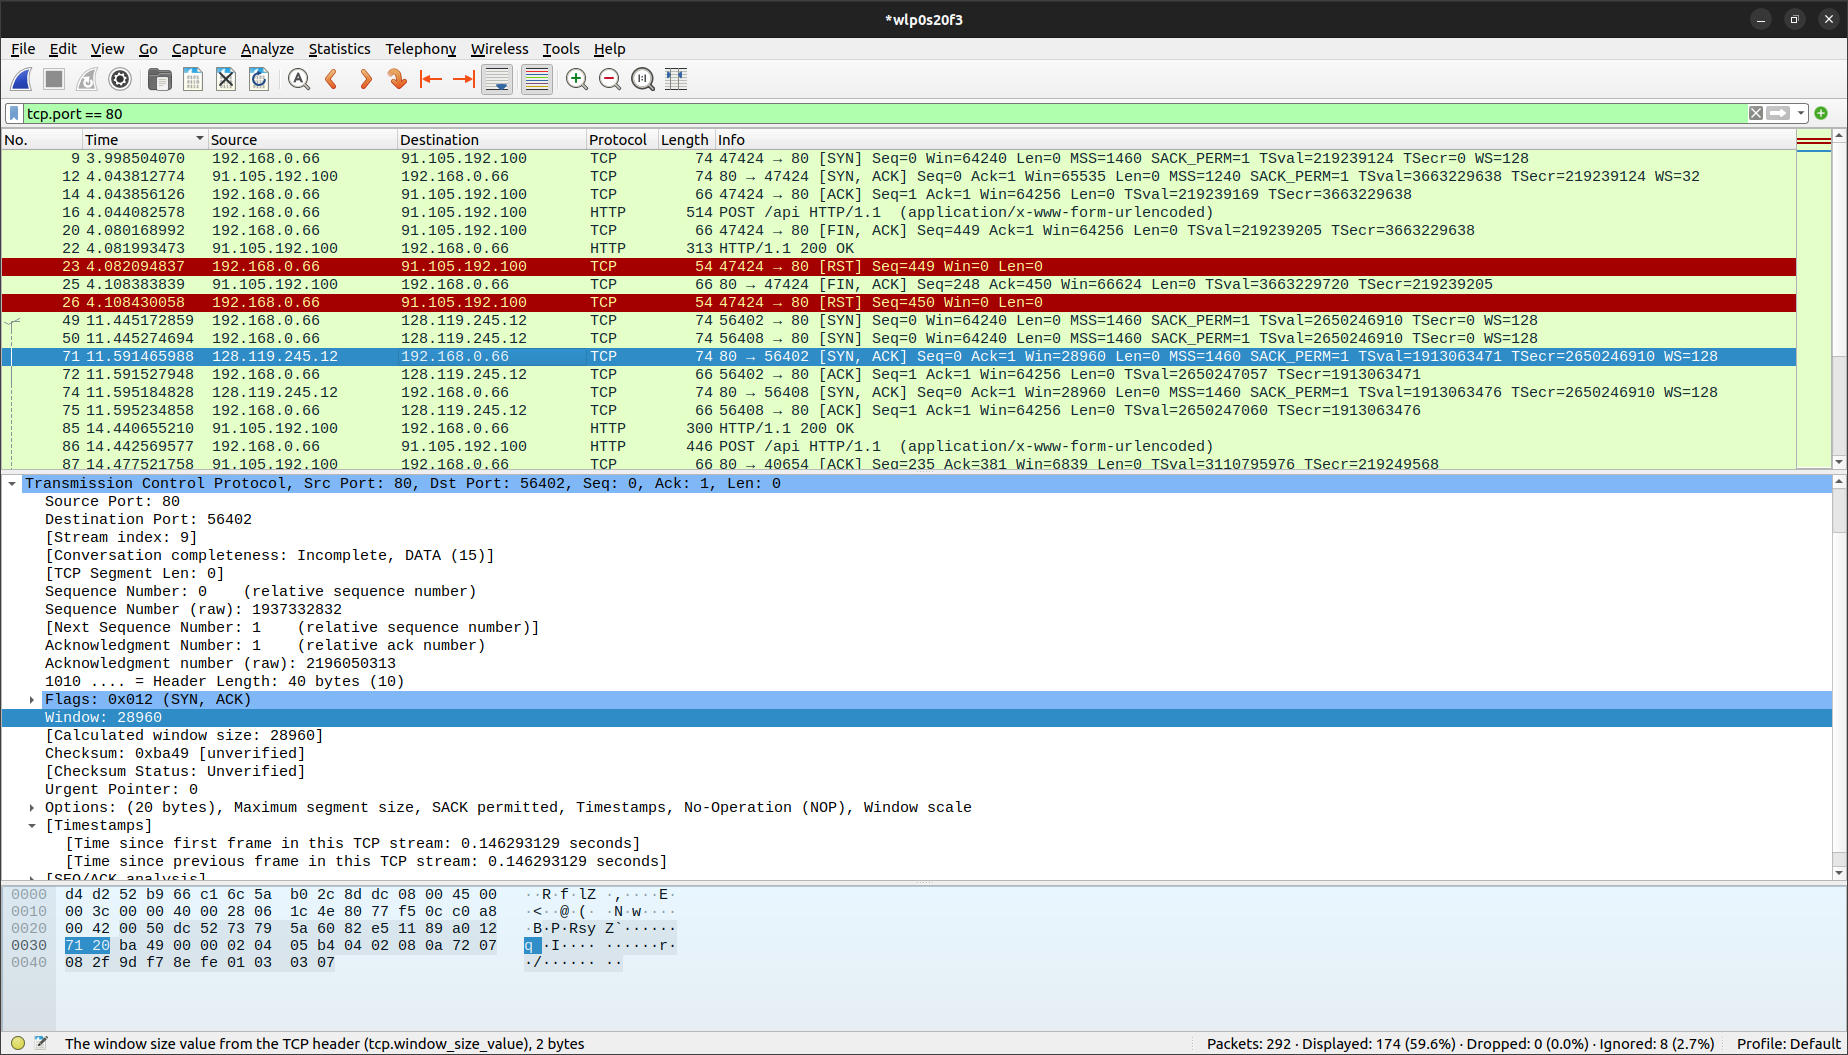 *wlp0s20f3
File Edit View Go Capture Analyze Statistics Telephony Wireless Tools Help
tcp.port == 80
No. Time Source Destination Protocol Length Info
9 3.998504070 192.168.0.66 91.105.192.100 TCP 74 47424 → 80 [SYN] Seq=0 Win=64240 Len=0 MSS=1460 SACK_PERM=1 TSval=219239124 TSecr=0 WS=128
12 4.043812774 91.105.192.100 192.168.0.66 TCP 74 80 → 47424 [SYN, ACK] Seq=0 Ack=1 Win=65535 Len=0 MSS=1240 SACK_PERM=1 TSval=3663229638 TSecr=219239124 WS=32
14 4.043856126 192.168.0.66 91.105.192.100 TCP 66 47424 → 80 [ACK] Seq=1 Ack=1 Win=64256 Len=0 TSval=219239169 TSecr=3663229638
16 4.044082578 192.168.0.66 91.105.192.100 HTTP 514 POST /api HTTP/1.1  (application/x-www-form-urlencoded)
20 4.080168992 192.168.0.66 91.105.192.100 TCP 66 47424 → 80 [FIN, ACK] Seq=449 Ack=1 Win=64256 Len=0 TSval=219239205 TSecr=3663229638
22 4.081993473 91.105.192.100 192.168.0.66 HTTP 313 HTTP/1.1 200 OK
23 4.082094837 192.168.0.66 91.105.192.100 TCP 54 47424 → 80 [RST] Seq=449 Win=0 Len=0
25 4.108383839 91.105.192.100 192.168.0.66 TCP 66 80 → 47424 [FIN, ACK] Seq=248 Ack=450 Win=66624 Len=0 TSval=3663229720 TSecr=219239205
26 4.108430058 192.168.0.66 91.105.192.100 TCP 54 47424 → 80 [RST] Seq=450 Win=0 Len=0
49 11.445172859 192.168.0.66 128.119.245.12 TCP 74 56402 → 80 [SYN] Seq=0 Win=64240 Len=0 MSS=1460 SACK_PERM=1 TSval=2650246910 TSecr=0 WS=128
50 11.445274694 192.168.0.66 128.119.245.12 TCP 74 56408 → 80 [SYN] Seq=0 Win=64240 Len=0 MSS=1460 SACK_PERM=1 TSval=2650246910 TSecr=0 WS=128
71 11.591465988 128.119.245.12 192.168.0.66 TCP 74 80 → 56402 [SYN, ACK] Seq=0 Ack=1 Win=28960 Len=0 MSS=1460 SACK_PERM=1 TSval=1913063471 TSecr=2650246910 WS=128
72 11.591527948 192.168.0.66 128.119.245.12 TCP 66 56402 → 80 [ACK] Seq=1 Ack=1 Win=64256 Len=0 TSval=2650247057 TSecr=1913063471
74 11.595184828 128.119.245.12 192.168.0.66 TCP 74 80 → 56408 [SYN, ACK] Seq=0 Ack=1 Win=28960 Len=0 MSS=1460 SACK_PERM=1 TSval=1913063476 TSecr=2650246910 WS=128
75 11.595234858 192.168.0.66 128.119.245.12 TCP 66 56408 → 80 [ACK] Seq=1 Ack=1 Win=64256 Len=0 TSval=2650247060 TSecr=1913063476
85 14.440655210 91.105.192.100 192.168.0.66 HTTP 300 HTTP/1.1 200 OK
86 14.442569577 192.168.0.66 91.105.192.100 HTTP 446 POST /api HTTP/1.1  (application/x-www-form-urlencoded)
87 14.477521758 91.105.192.100 192.168.0.66 TCP 66 80 → 40654 [ACK] Seq=235 Ack=381 Win=6839 Len=0 TSval=3110795976 TSecr=219249568
Transmission Control Protocol, Src Port: 80, Dst Port: 56402, Seq: 0, Ack: 1, Len: 0
Source Port: 80
Destination Port: 56402
[Stream index: 9]
[Conversation completeness: Incomplete, DATA (15)]
[TCP Segment Len: 0]
Sequence Number: 0    (relative sequence number)
Sequence Number (raw): 1937332832
[Next Sequence Number: 1    (relative sequence number)]
Acknowledgment Number: 1    (relative ack number)
Acknowledgment number (raw): 2196050313
1010 .... = Header Length: 40 bytes (10)
Flags: 0x012 (SYN, ACK)
Window: 28960
[Calculated window size: 28960]
Checksum: 0xba49 [unverified]
[Checksum Status: Unverified]
Urgent Pointer: 0
Options: (20 bytes), Maximum segment size, SACK permitted, Timestamps, No-Operation (NOP), Window scale
[Timestamps]
[Time since first frame in this TCP stream: 0.146293129 seconds]
[Time since previous frame in this TCP stream: 0.146293129 seconds]
[SEQ/ACK analysis]
0000 d4 d2 52 b9 66 c1 6c 5a  b0 2c 8d dc 08 00 45 00 ··R·f·lZ ·,····E·
0010 00 3c 00 00 40 00 28 06  1c 4e 80 77 f5 0c c0 a8 ·<··@·(· ·N·w····
0020 00 42 00 50 dc 52 73 79  5a 60 82 e5 11 89 a0 12 ·B·P·Rsy Z`······
0030 71 20 ba 49 00 00 02 04  05 b4 04 02 08 0a 72 07 q ·I···· ······r·
0040 08 2f 9d f7 8e fe 01 03  03 07 ·/······ ··
The window size value from the TCP header (tcp.window_size_value), 2 bytes
Packets: 292 · Displayed: 174 (59.6%) · Dropped: 0 (0.0%) · Ignored: 8 (2.7%)
Profile: Default